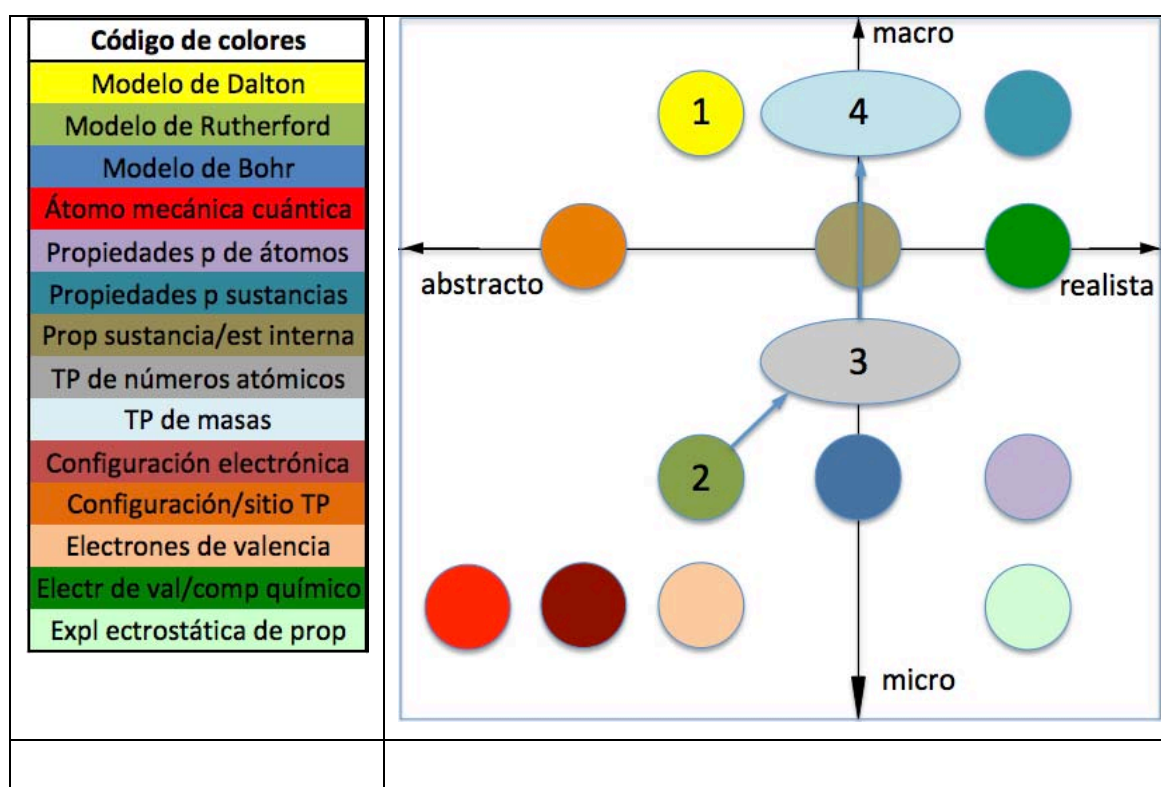 Código de colores
Modelo de Dalton
Modelo de Rutherford
Modelo de Bohr
Átomo mecánica cuántica
Propiedades p de átomos
Propiedades p sustancias
Prop sustancia/est interna
TP de números atómicos
TP de masas
Configuración electrónica
Configuración/sitio TP
Electrones de valencia
Electr de val/comp químico
Expl ectrostática de prop
macro
1
4
abstracto
realista
3
2
micro